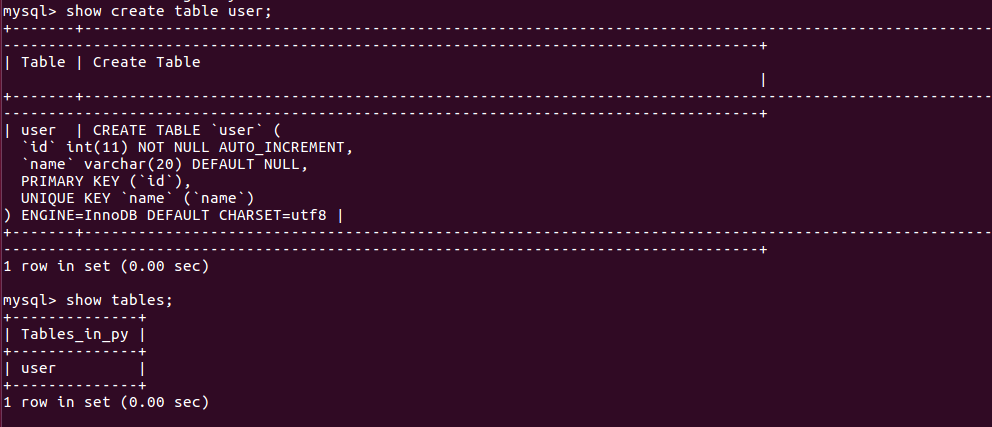 mysql> show create table user;
+-------+-----------------------------------------------------------------------------------------------------
------------------------------------------------------------------------------------+
| Table | Create Table
|
+-------+-----------------------------------------------------------------------------------------------------
------------------------------------------------------------------------------------+
| user  | CREATE TABLE `user` (
  `id` int(11) NOT NULL AUTO_INCREMENT,
  `name` varchar(20) DEFAULT NULL,
  PRIMARY KEY (`id`),
  UNIQUE KEY `name` (`name`)
) ENGINE=InnoDB DEFAULT CHARSET=utf8 |
+-------+-----------------------------------------------------------------------------------------------------
------------------------------------------------------------------------------------+
1 row in set (0.00 sec)
mysql> show tables;
+--------------+
| Tables_in_py |
+--------------+
| user         |
+--------------+
1 row in set (0.00 sec)